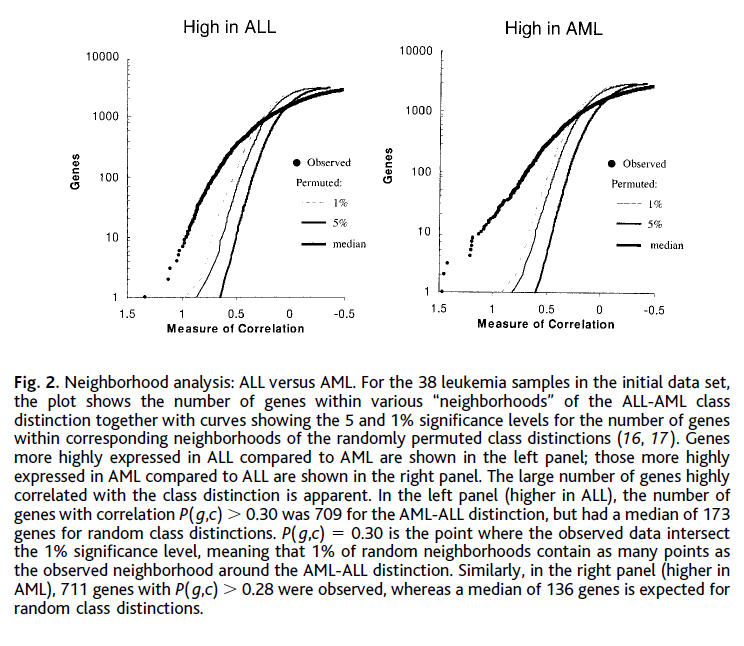 High in ALL
High in AML
10000
1000
100
10
1
Genes
1.5 1 0.5 0 -0.5
Measure of Correlation
Observed
Permuted:
1%
5%
median
10000
1000
100
10
1
Genes
1.5 1 0.5 0 -0.5
Measure of Correlation
Observed
Permuted:
1%
5%
median
Fig. 2. Neighborhood analysis: ALL versus AML. For the 38 leukemia samples in the initial data set,
the plot shows the number of genes within various “neighborhoods” of the ALL-AML class
distinction together with curves showing the 5 and 1% significance levels for the number of genes
within corresponding neighborhoods of the randomly permuted class distinctions (16, 17). Genes
more highly expressed in ALL compared to AML are shown in the left panel; those more highly
expressed in AML compared to ALL are shown in the right panel. The large number of genes highly
correlated with the class distinction is apparent. In the left panel (higher in ALL), the number of
genes with correlation P(g,c) > 0.30 was 709 for the AML-ALL distinction, but had a median of 173
genes for random class distinctions. P(g,c) = 0.30 is the point where the observed data intersect
the 1% significance level, meaning that 1% of random neighborhoods contain as many points as
the observed neighborhood around the AML-ALL distinction. Similarly, in the right panel (higher in
AML), 711 genes with P(g,c) > 0.28 were observed, whereas a median of 136 genes is expected for
random class distinctions.